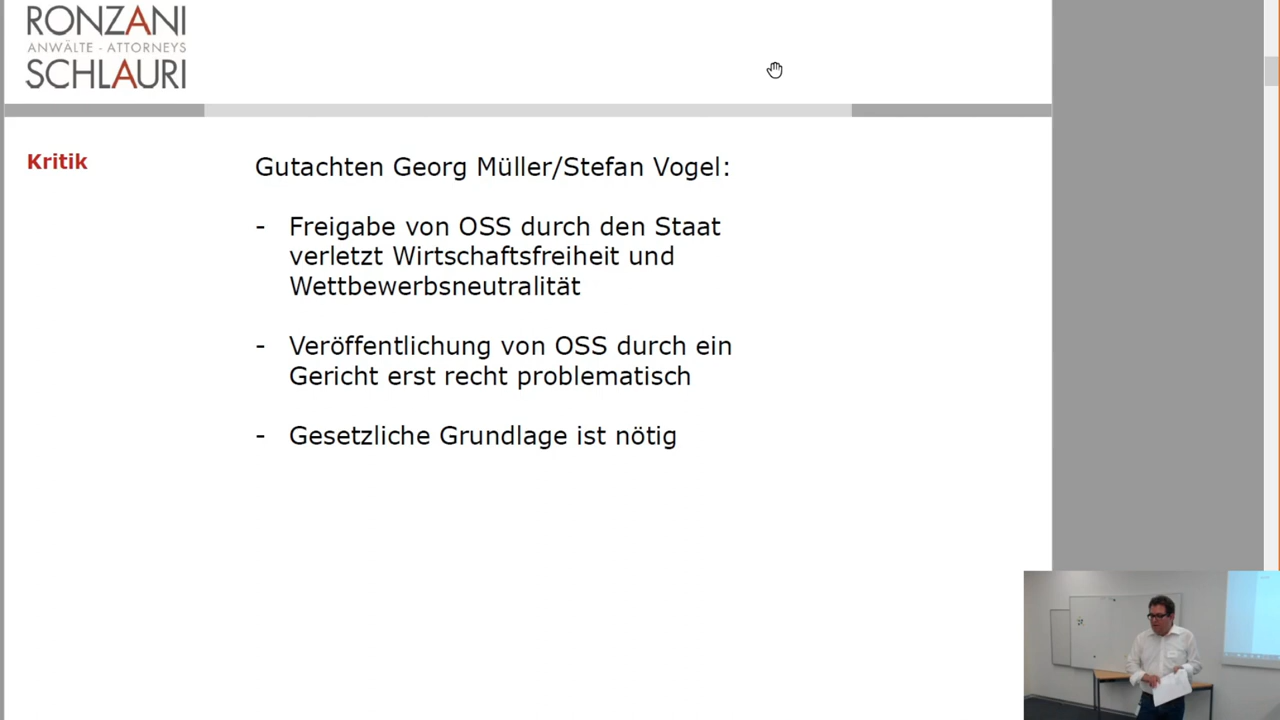 RONZANI
ANWÄLTE - ATTORNEYS
SCHLAURI
Kritik
Gutachten Georg Müller/Stefan Vogel:
- Freigabe von OSS durch den Staat
verletzt Wirtschaftsfreiheit und
Wettbewerbsneutralität
- Veröffentlichung von OSS durch ein
Gericht erst recht problematisch
- Gesetzliche Grundlage ist nötig